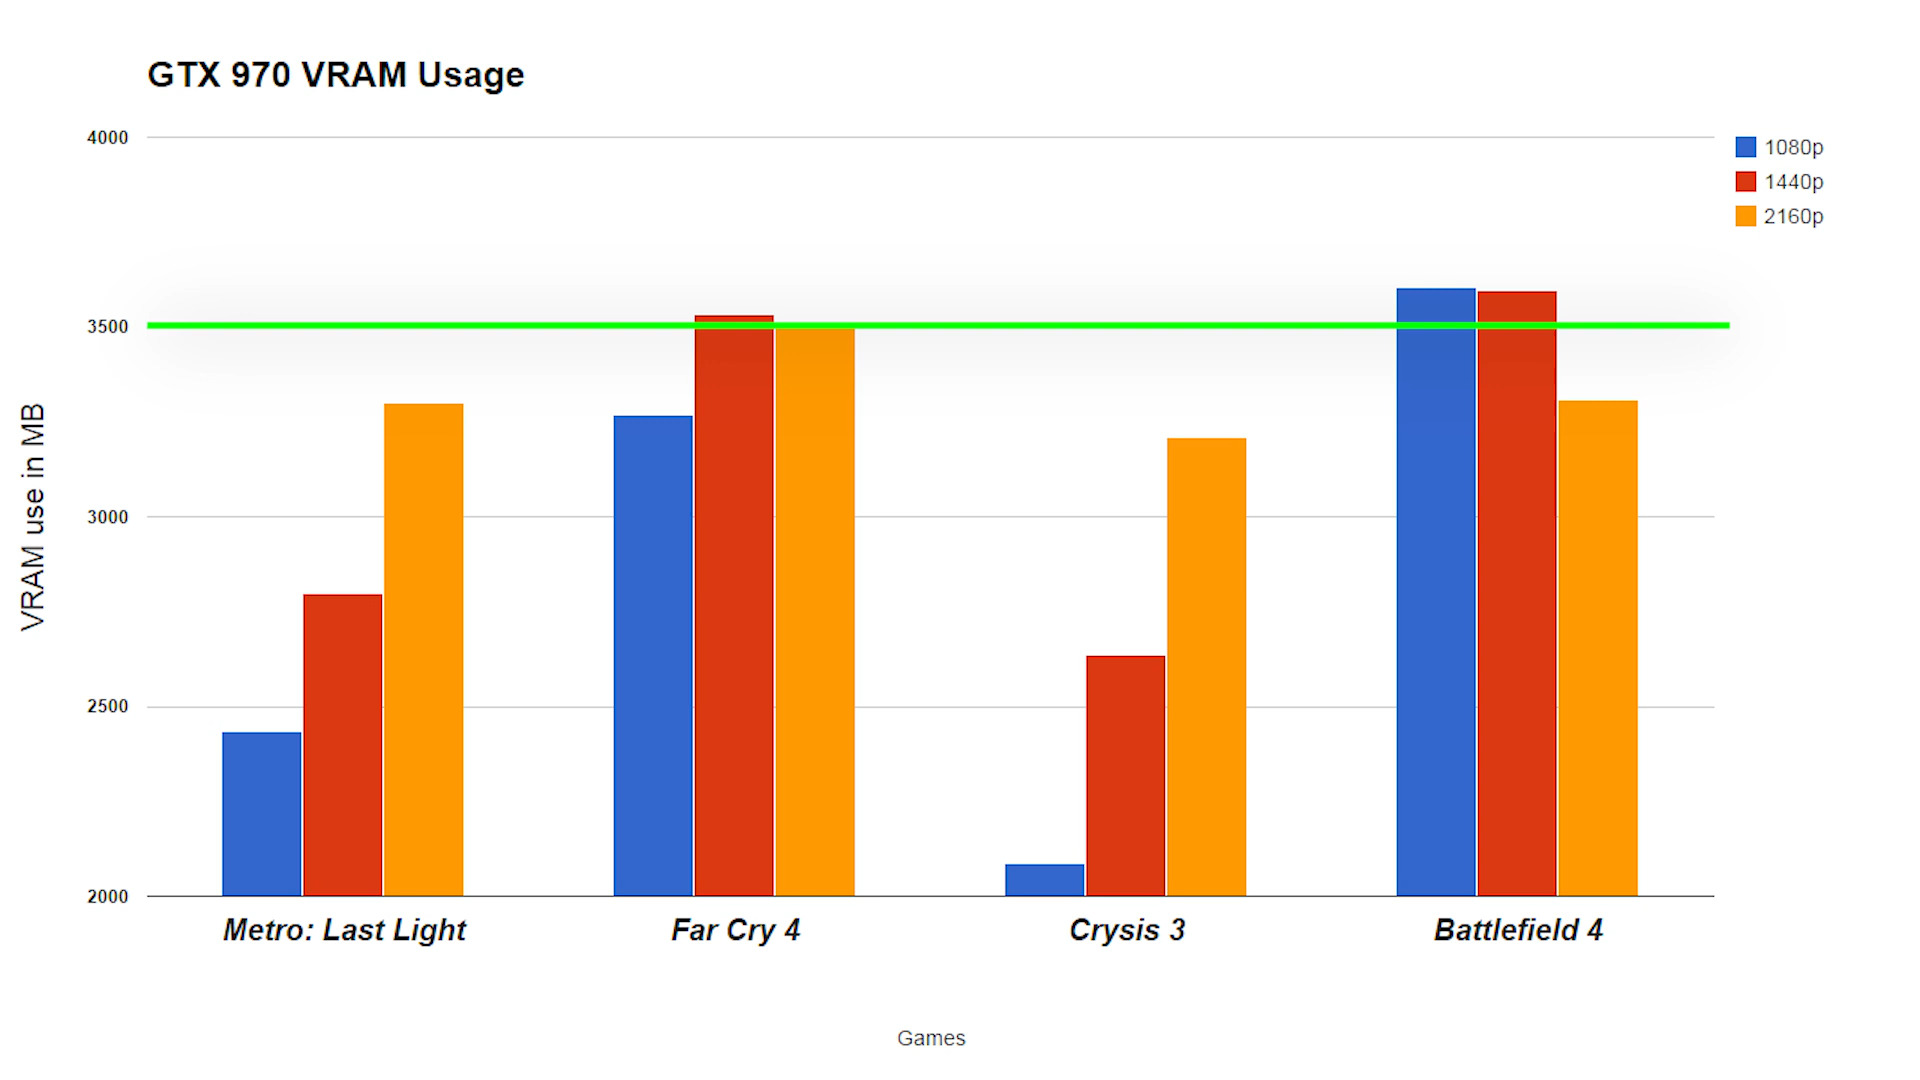 GTX 970 VRAM Usage
4000
3500
3000
2500
2000
VRAM use in MB
1080p
1440p
2160p
Metro: Last Light
Far Cry 4
Crysis 3
Battlefield 4
Games